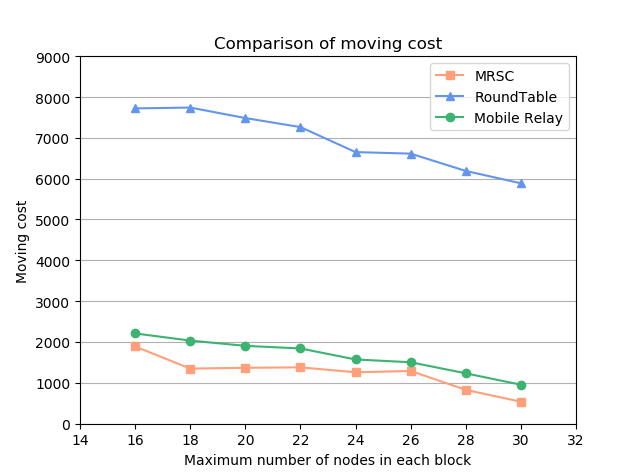 Comparison of moving cost
MRSC
RoundTable
Mobile Relay
9000
8000
7000
6000
5000
4000
3000
2000
1000
0
Moving cost
14 16 18 20 22 24 26 28 30 32
Maximum number of nodes in each block